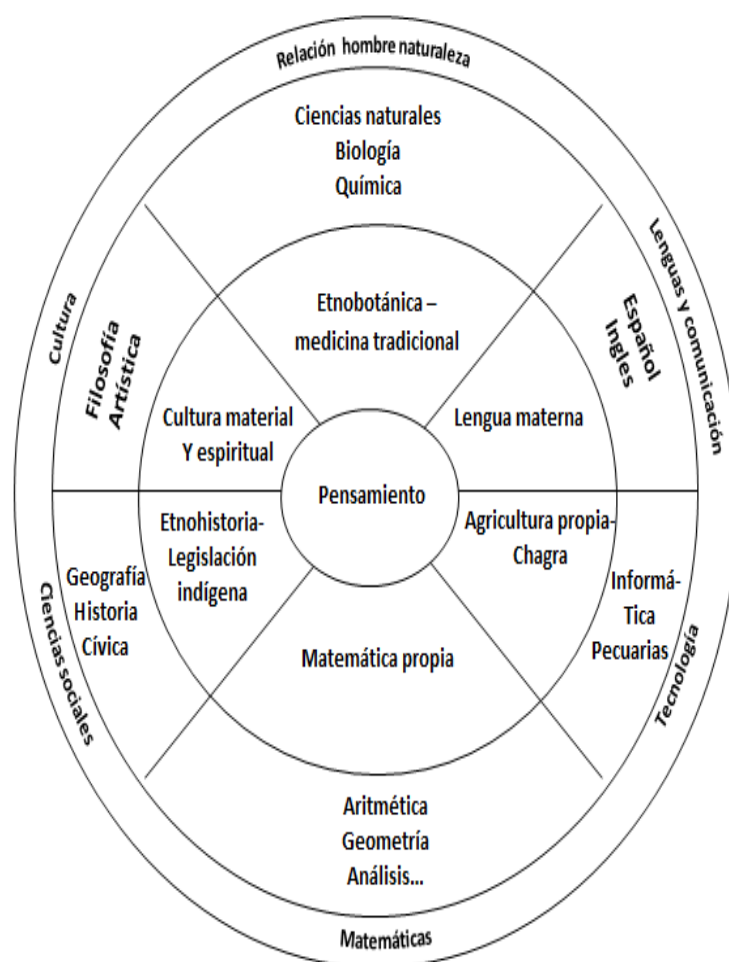 Relación hombre naturaleza
Ciencias naturales
Biología
Química
Cultura
Lenguas y comunicación
Filosofía
Artística
Español
Ingles
Etnobotánica –
medicina tradicional
Cultura material
Y espiritual
Lengua materna
Pensamiento
Etnohistoria-
Legislación
indígena
Agricultura propia-
Chagra
Geografía
Historia
Cívica
Informá-
Tica
Pecuarias
Ciencias sociales
Tecnología
Matemática propia
Aritmética
Geometría
Análisis...
Matemáticas